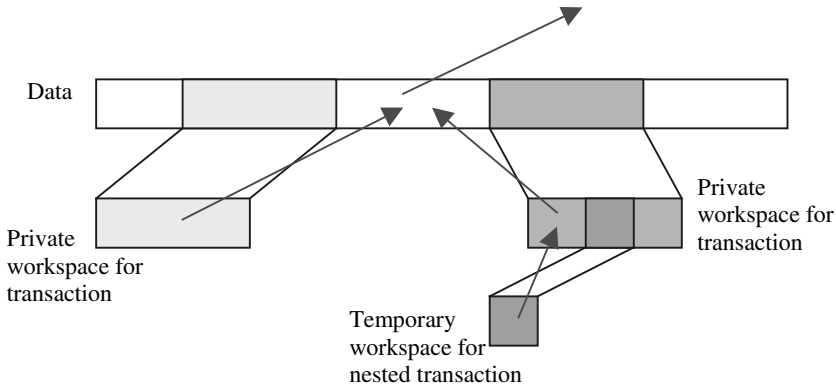 Data
Private
workspace for
transaction
Private
workspace for
transaction
Temporary
workspace for
nested transaction